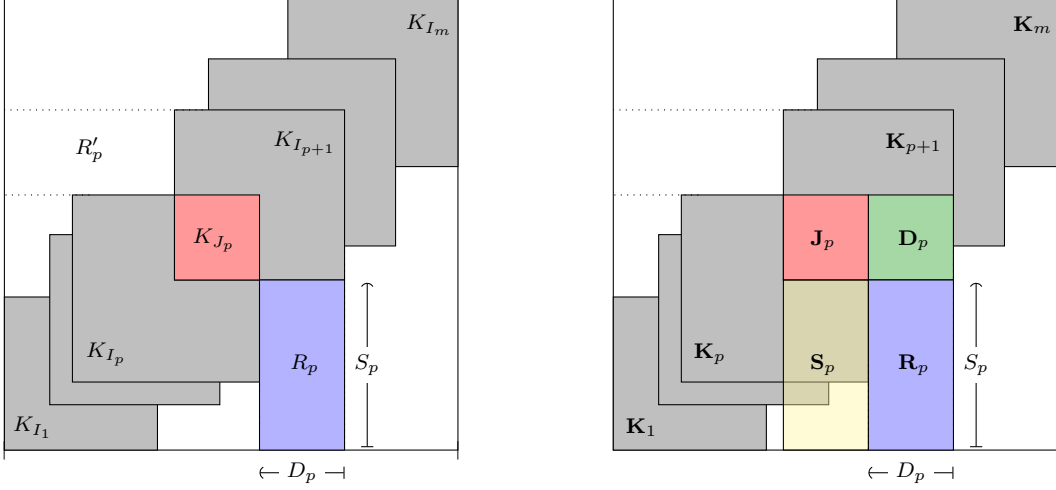 K_{I_m}
K_{I_{p+1}}
R'_p
K_{J_p}
K_{I_p}
R_p
S_p
K_{I_1}
D_p
𝐊_m
𝐊_{p+1}
𝐉_p
𝐃_p
𝐊_p
𝐒_p
𝐑_p
S_p
𝐊_1
D_p